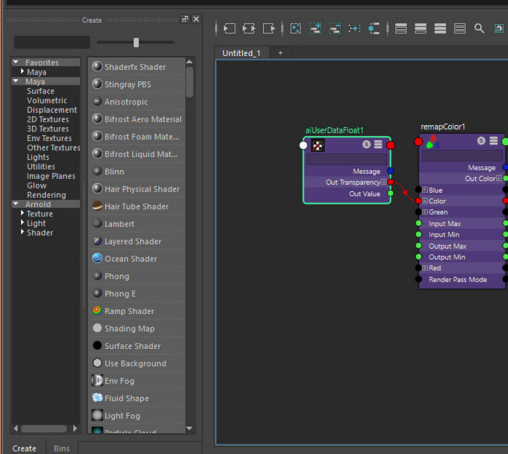 Create
Favorites
Maya
Maya
Surface
Volumetric
Displacement
2D Textures
3D Textures
Env Textures
Other Textures
Lights
Utilities
Image Planes
Glow
Rendering
Arnold
Texture
Light
Shader
Shaderfx Shader
Stingray PBS
Anisotropic
Bifrost Aero Material
Bifrost Foam Mate...
Bifrost Liquid Mat...
Blinn
Hair Physical Shader
Hair Tube Shader
Lambert
Layered Shader
Ocean Shader
Phong
Phong E
Ramp Shader
Shading Map
Surface Shader
Use Background
Env Fog
Fluid Shape
Light Fog
Particle Cloud
Create Bins
Untitled_1 +
aiUserDataFloat1
S
Message
Out Transparency
Out Value
remapColor1
S
Message
Out Color
Blue
Color
Green
Input Max
Input Min
Output Max
Output Min
Red
Render Pass Mode